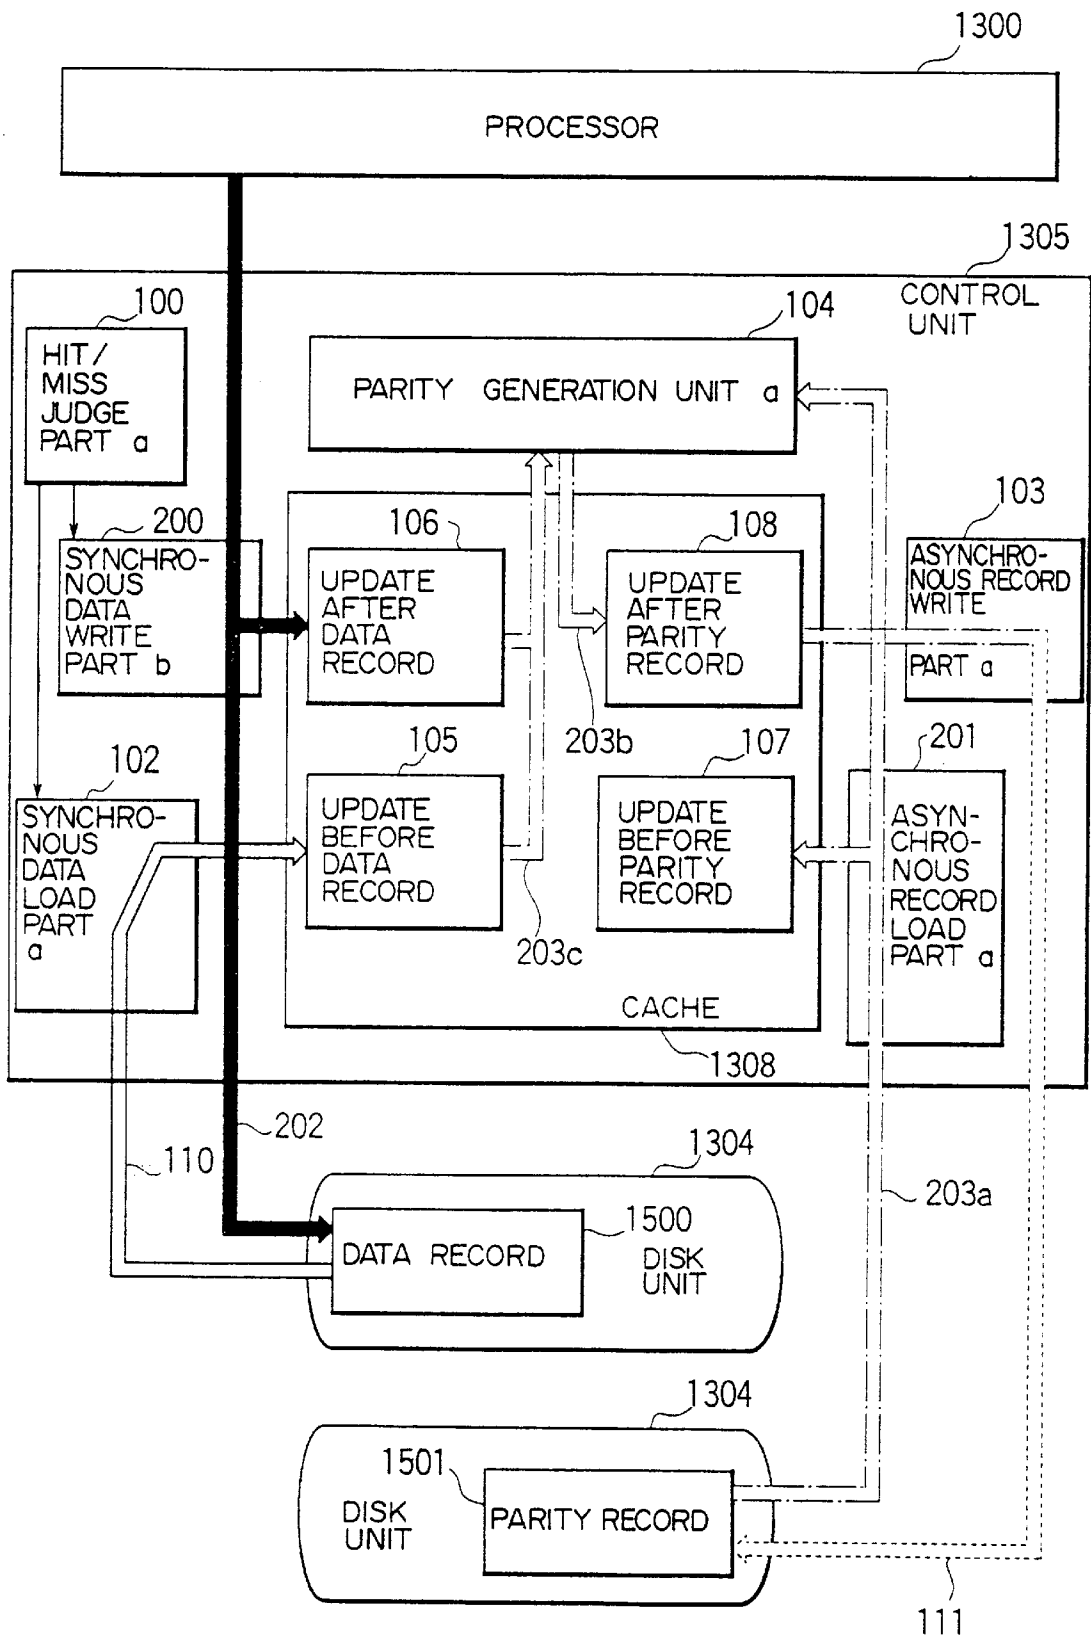 1300
PROCESSOR
1305
CONTROL
UNIT
100
HIT/
MISS
JUDGE
PART a
104
PARITY GENERATION UNIT a
200
SYNCHRO-
NOUS
DATA
WRITE
PART b
106
UPDATE
AFTER
DATA
RECORD
108
UPDATE
AFTER
PARITY
RECORD
103
ASYNCHRO-
NOUS RECORD
WRITE
PART a
203b
102
SYNCHRO-
NOUS
DATA
LOAD
PART
a
105
UPDATE
BEFORE
DATA
RECORD
107
UPDATE
BEFORE
PARITY
RECORD
201
ASYN-
CHRO-
NOUS
RECORD
LOAD
PART a
203c
CACHE
1308
202
110
1304
203a
1500
DATA RECORD
DISK
UNIT
1304
1501
DISK
UNIT
PARITY RECORD
111